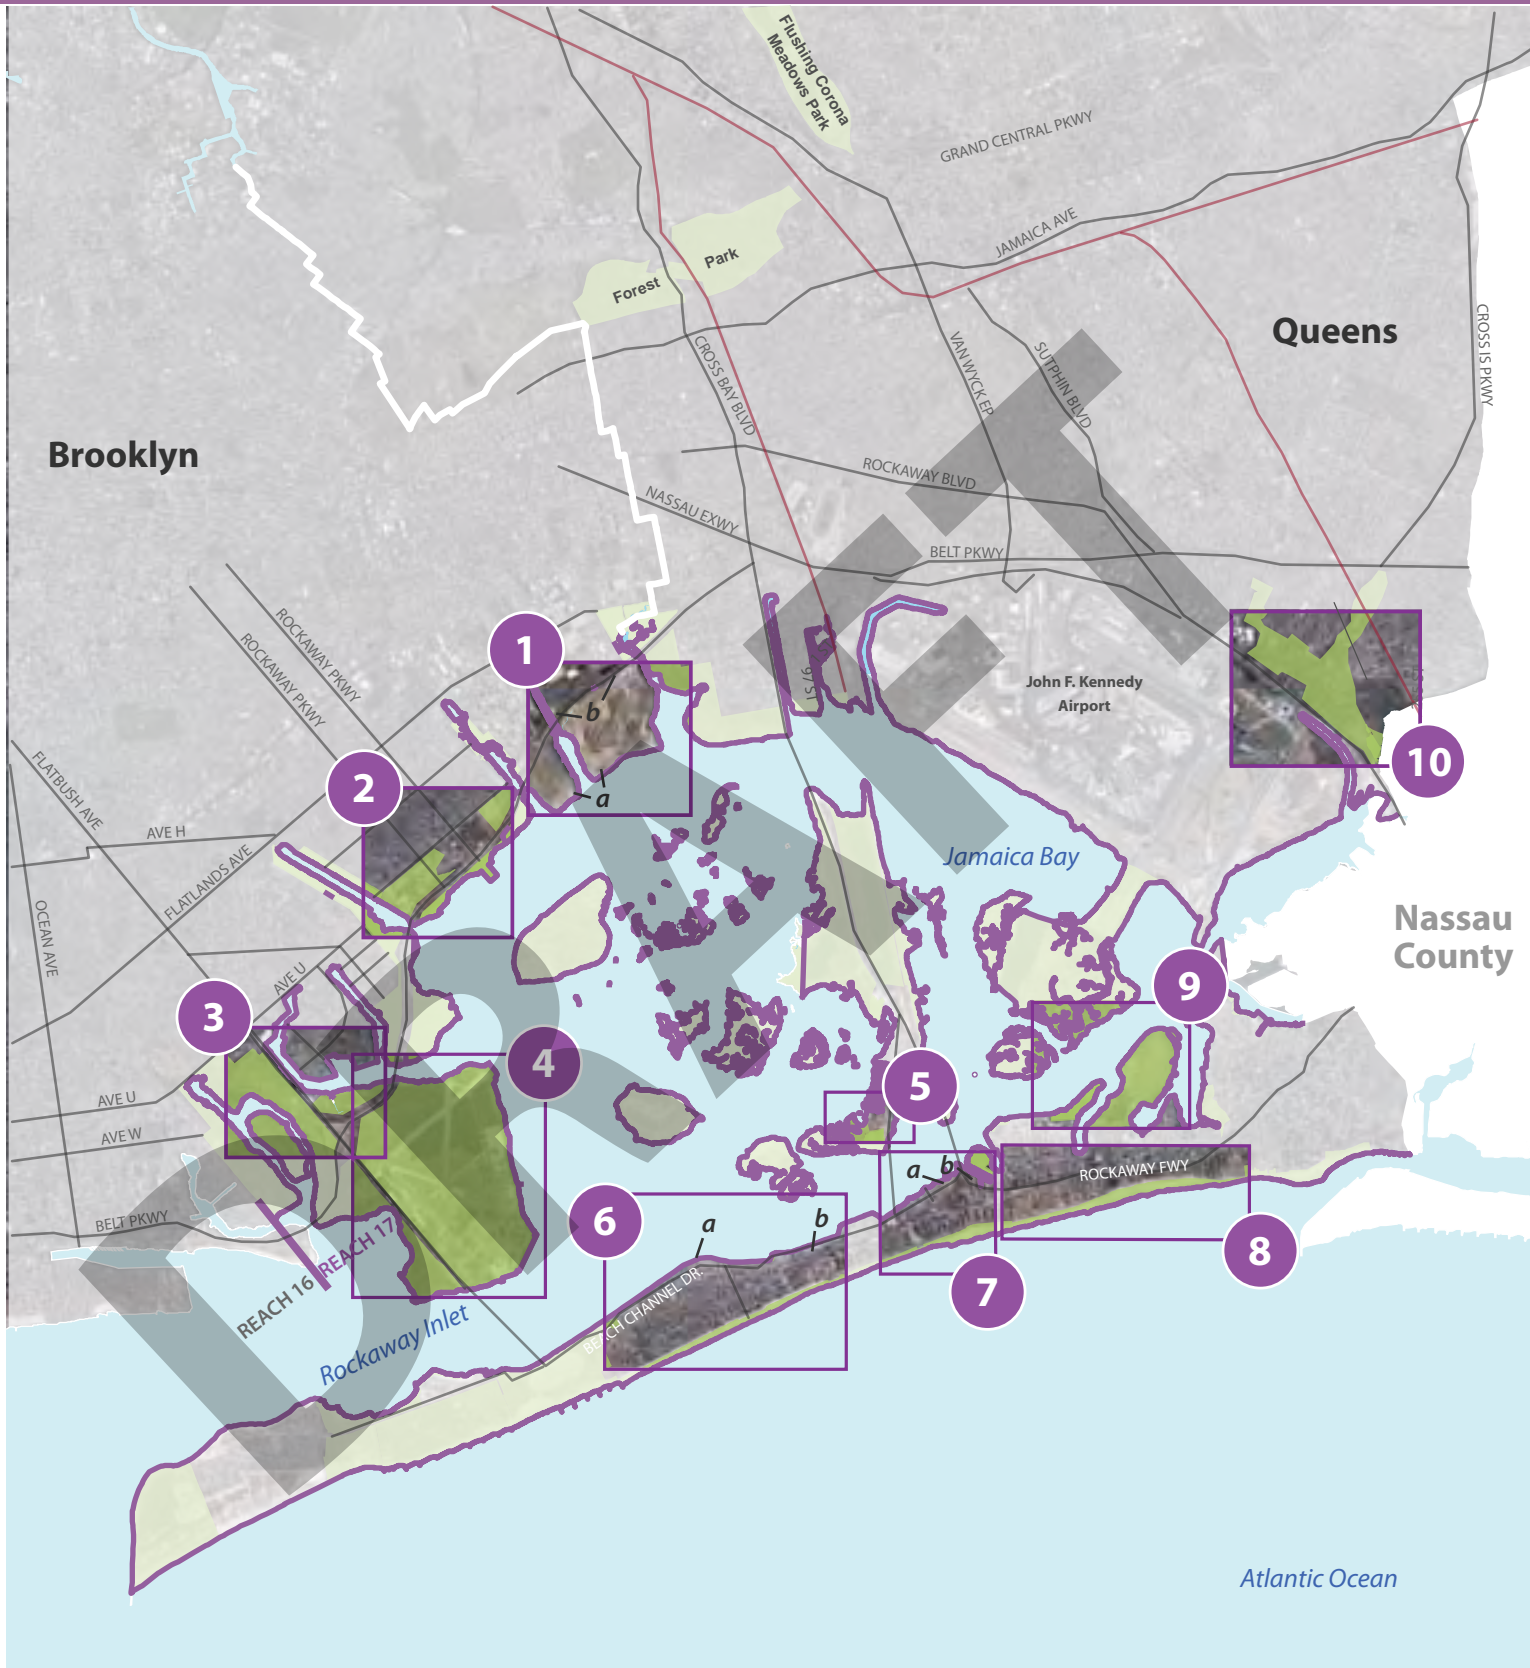 Flushing Corona
Meadows Park
GRAND CENTRAL PKWY
JAMAICA AVE
Forest
Park
Queens
CROSS IS PKWY
CROSS BAY BLVD
VAN WYCK EP
SUTPHIN BLVD
Brooklyn
ROCKAWAY BLVD
NASSAU EXWY
BELT PKWY
ROCKAWAY PKWY
ROCKAWAY PKWY
1
b
a
97 ST
John F. Kennedy
Airport
10
2
FLATBUSH AVE
AVE H
FLATLANDS AVE
OCEAN AVE
Jamaica Bay
Nassau
County
AVE U
3
4
5
9
AVE U
AVE W
BELT PKWY
REACH 16
REACH 17
Rockaway Inlet
6
a
b
BEACH CHANNEL DR.
a
b
7
ROCKAWAY FWY
8
Atlantic Ocean
DRAFT